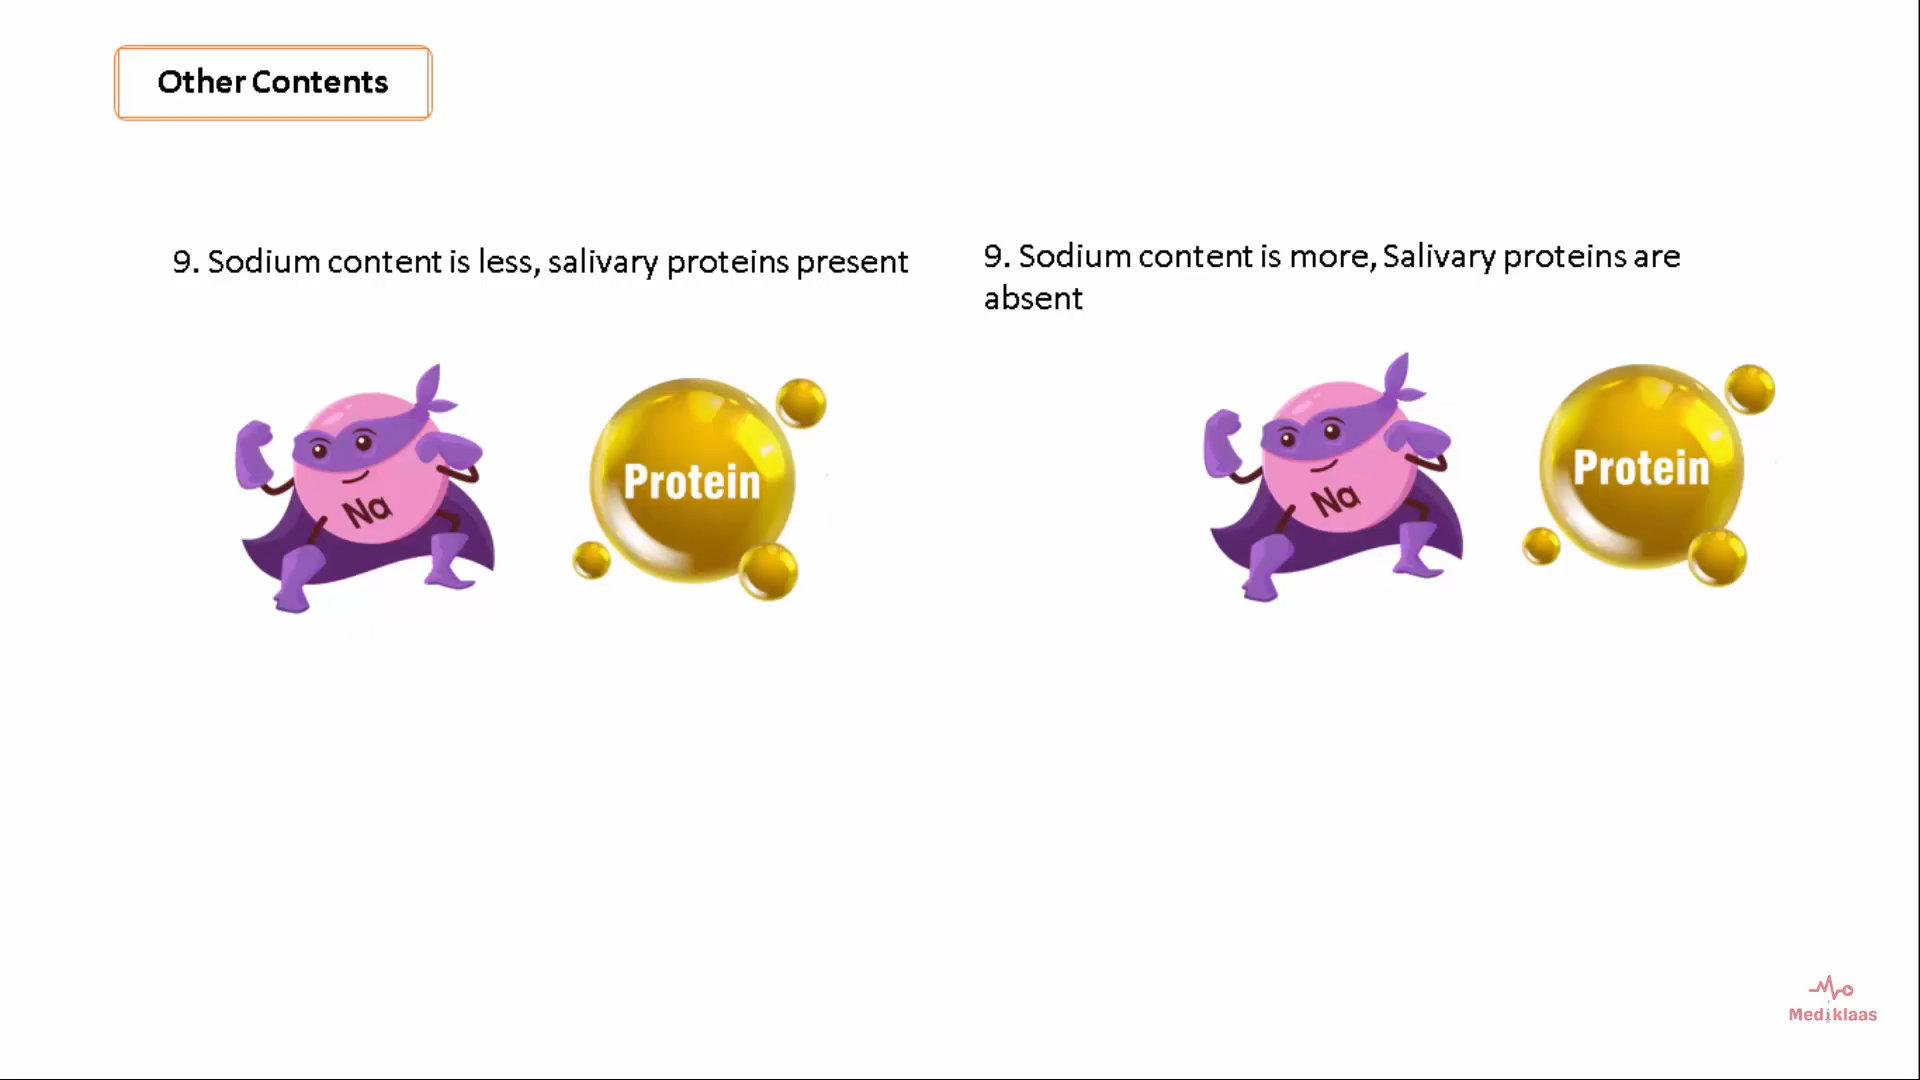 Other Contents
9. Sodium content is less, salivary proteins present
9. Sodium content is more, Salivary proteins are
absent
Na
Protein
Na
Protein
Mediklaas